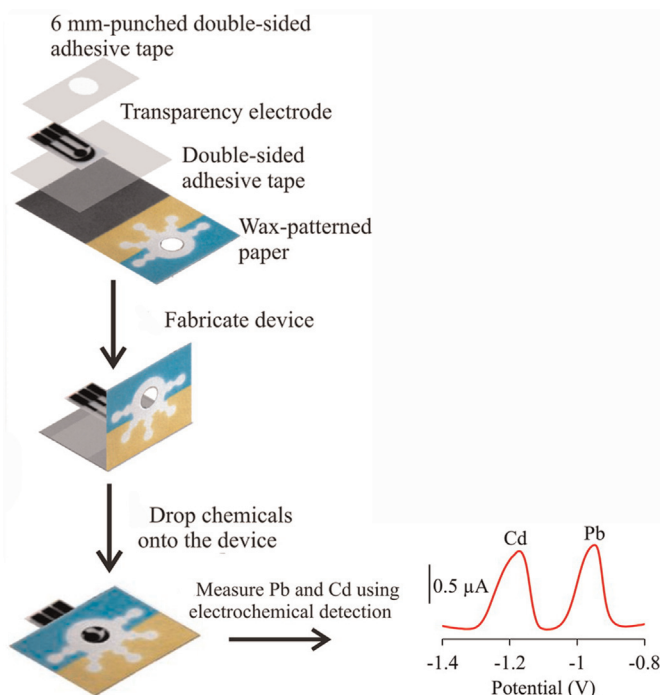 6 mm-punched double-sided
adhesive tape
Transparency electrode
Double-sided
adhesive tape
Wax-patterned
paper
Fabricate device
Drop chemicals
onto the device
Measure Pb and Cd using
electrochemical detection
Cd
Pb
0.5 µA
-1.4
-1.2
-1
-0.8
Potential (V)